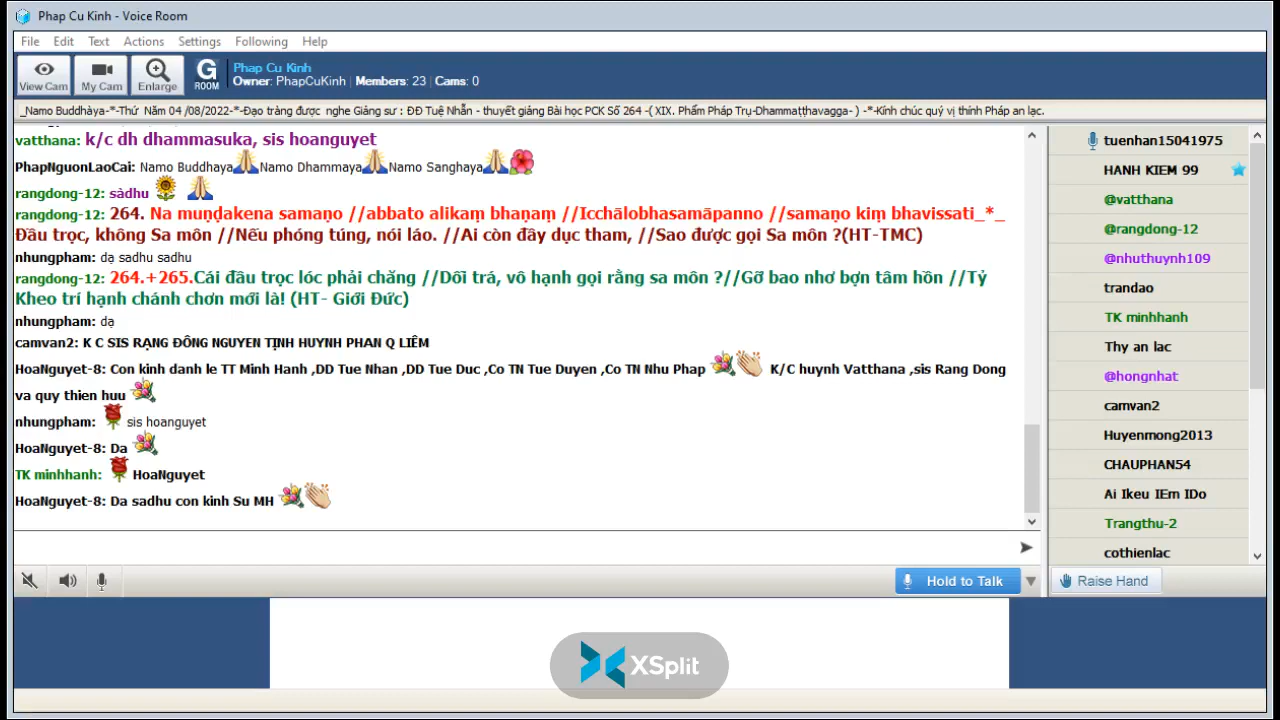 Phap Cu Kinh - Voice Room
File Edit Text Actions Settings Following Help
View Cam My Cam Enlarge G ROOM
Phap Cu Kinh
Owner: PhapCuKinh | Members: 23 | Cams: 0
_Namo Buddhàya-*-Thứ Năm 04 /08/2022-*-Đạo tràng được nghe Giảng sư : ĐĐ Tuệ Nhẫn - thuyết giảng Bài học PCK Số 264 -( XIX. Phẩm Pháp Trụ-Dhammaṭṭhavagga- ) -*-Kính chúc quý vị thính Pháp an lạc.
vatthana: k/c dh dhammasuka, sis hoanguyet
PhapNguonLaoCai: Namo Buddhaya Namo Dhammaya Namo Sanghaya
rangdong-12: sàdhu
rangdong-12: 264. Na muṇḍakena samaṇo //abbato alikaṃ bhaṇaṃ //Icchālobhasamāpanno //samaṇo kiṃ bhavissati_*_
Đầu trọc, không Sa môn //Nếu phóng túng, nói láo. //Ai còn đầy dục tham, //Sao được gọi Sa môn ?(HT-TMC)
nhungpham: dạ sadhu sadhu
rangdong-12: 264.+265.Cái đầu trọc lóc phải chăng //Dối trá, vô hạnh gọi rằng sa môn ?//Gỡ bao nhơ bợn tâm hồn //Tỷ
Kheo trí hạnh chánh chơn mới là! (HT- Giới Đức)
nhungpham: dạ
camvan2: K C SIS RẠNG ĐÔNG NGUYEN TỊNH HUYNH PHAN Q LIÊM
HoaNguyet-8: Con kinh danh le TT Minh Hanh ,DD Tue Nhan ,DD Tue Duc ,Co TN Tue Duyen ,Co TN Nhu Phap K/C huynh Vatthana ,sis Rang Dong
va quy thien huu
nhungpham: sis hoanguyet
HoaNguyet-8: Da
TK minhhanh: HoaNguyet
HoaNguyet-8: Da sadhu con kinh Su MH
Hold to Talk
tuenhan15041975
HANH KIEM 99
@vatthana
@rangdong-12
@nhuthuynh109
trandao
TK minhhanh
Thy an lac
@hongnhat
camvan2
Huyenmong2013
CHAUPHAN54
Ai Ikeu IEm IDo
Trangthu-2
cothienlac
Raise Hand
XSplit